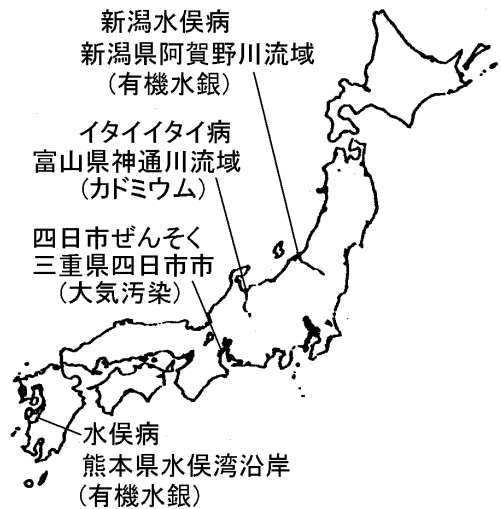 新潟水俣病
新潟県阿賀野川流域
(有機水銀)
イタイイタイ病
富山県神通川流域
(カドミウム)
四日市ぜんそく
三重県四日市市
(大気汚染)
水俣病
熊本県水俣湾沿岸
(有機水銀)